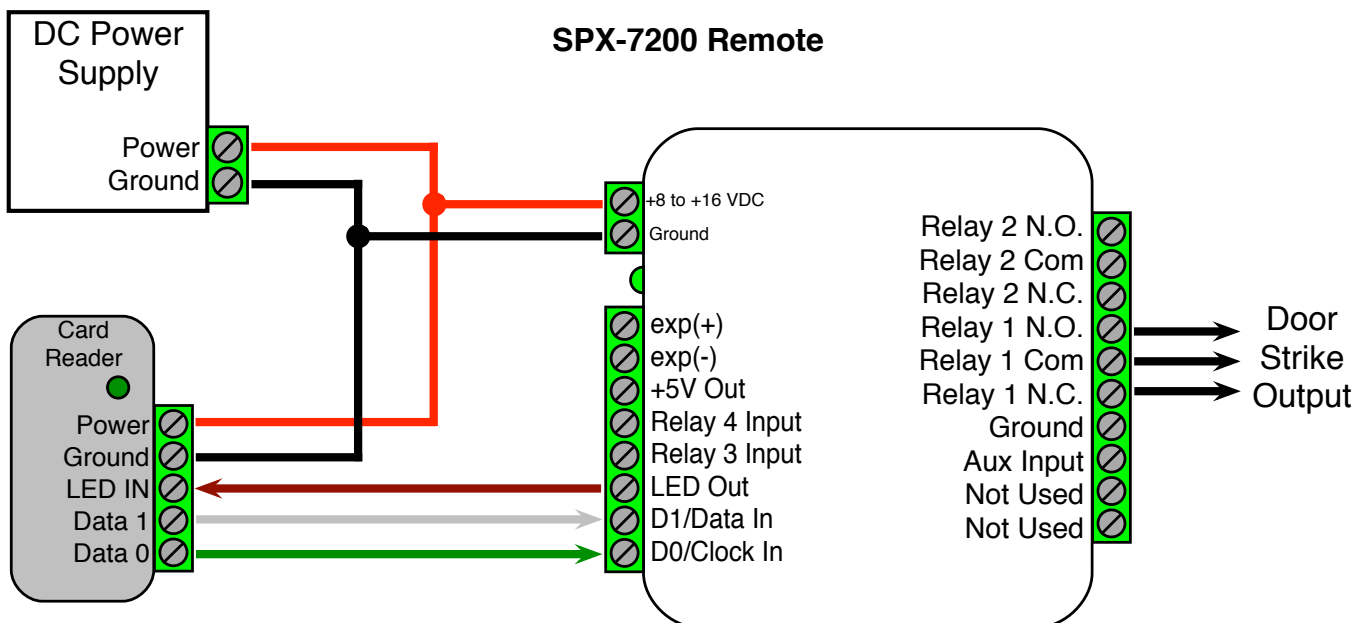 SPX-7200 Remote
DC Power
Supply
Power
Ground
+8 to +16 VDC
Ground
Card
Reader
Power
Ground
LED IN
Data 1
Data 0
exp(+)
exp(-)
+5V Out
Relay 4 Input
Relay 3 Input
LED Out
D1/Data In
D0/Clock In
Relay 2 N.O.
Relay 2 Com
Relay 2 N.C.
Relay 1 N.O.
Relay 1 Com
Relay 1 N.C.
Ground
Aux Input
Not Used
Not Used
Door
Strike
Output